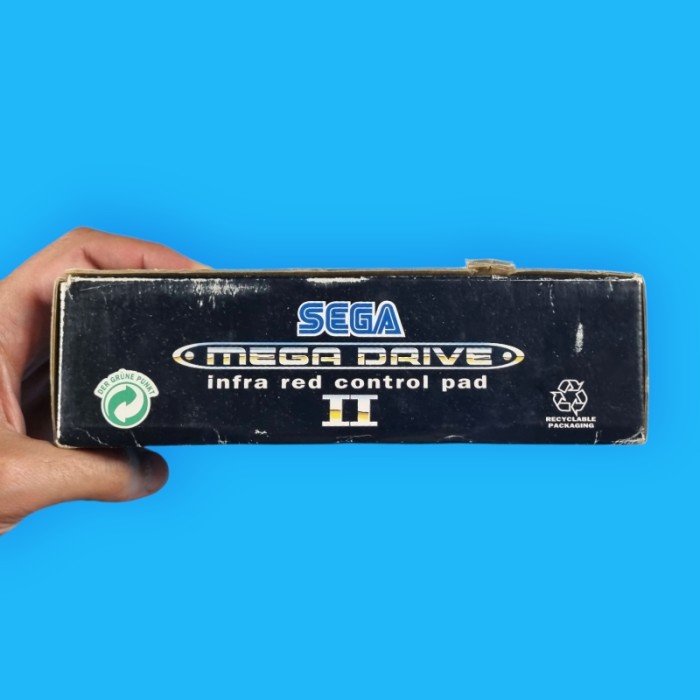 SEGA
MEGA DRIVE
infra red control pad
II
DER GRÜNE PUNKT
RECYCLABLE
PACKAGING